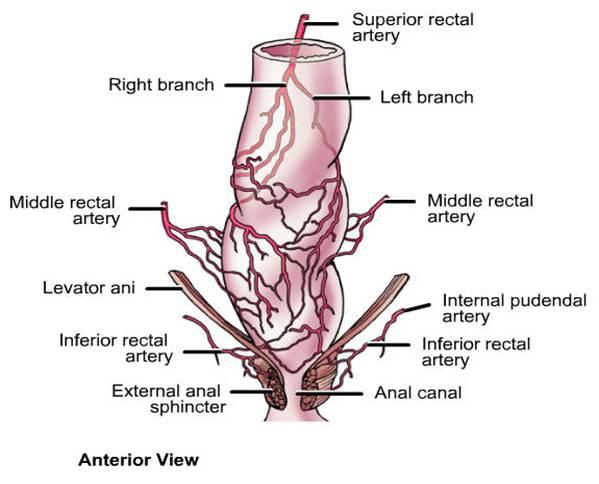 Superior rectal
artery
Right branch
Left branch
Middle rectal
artery
Middle rectal
artery
Levator ani
Internal pudendal
artery
Inferior rectal
artery
Inferior rectal
artery
External anal
sphincter
Anal canal
Anterior View